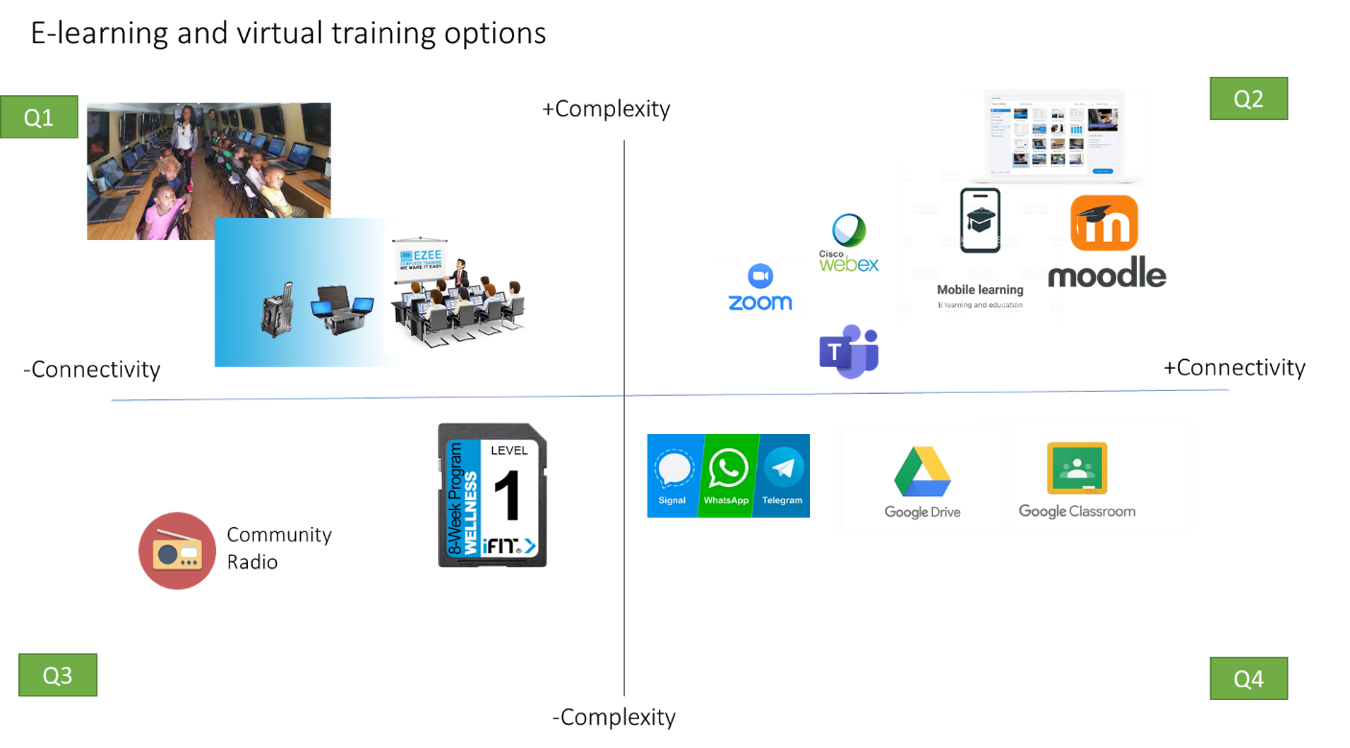 E-learning and virtual training options
Q1
+Complexity
Q2
EZEE
COMPUTER TRAINING
WE MAKE IT EASY
Cisco
webex
zoom
Mobile learning
E learning and education
moodle
T
-Connectivity
+Connectivity
8-Week Program
WELLNESS
LEVEL
1
iFIT®
Signal
WhatsApp
Telegram
Google Drive
Google Classroom
Community
Radio
Q3
Q4
-Complexity